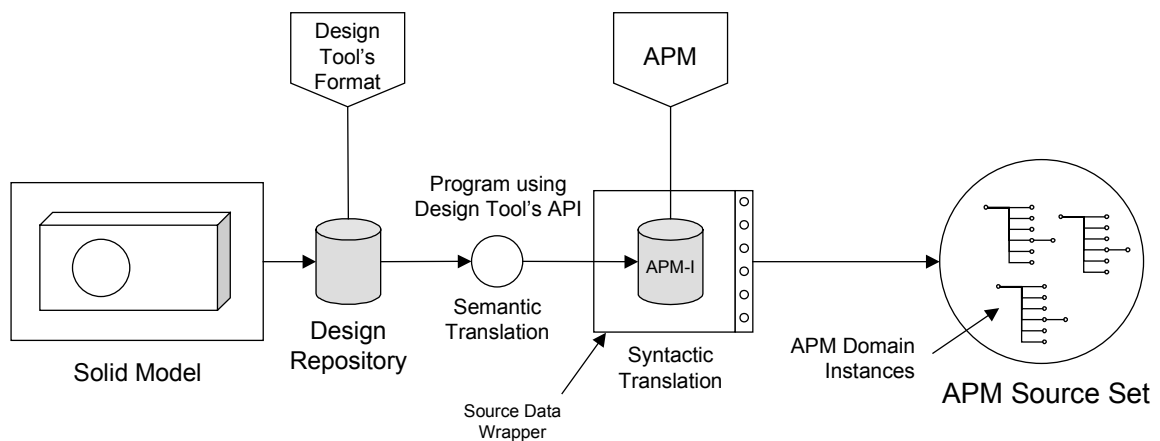 Design
Tool’s
Format
APM
Program using
Design Tool’s API
APM-I
Semantic
Translation
Design
Repository
Solid Model
Syntactic
Translation
Source Data
Wrapper
APM Domain
Instances
APM Source Set